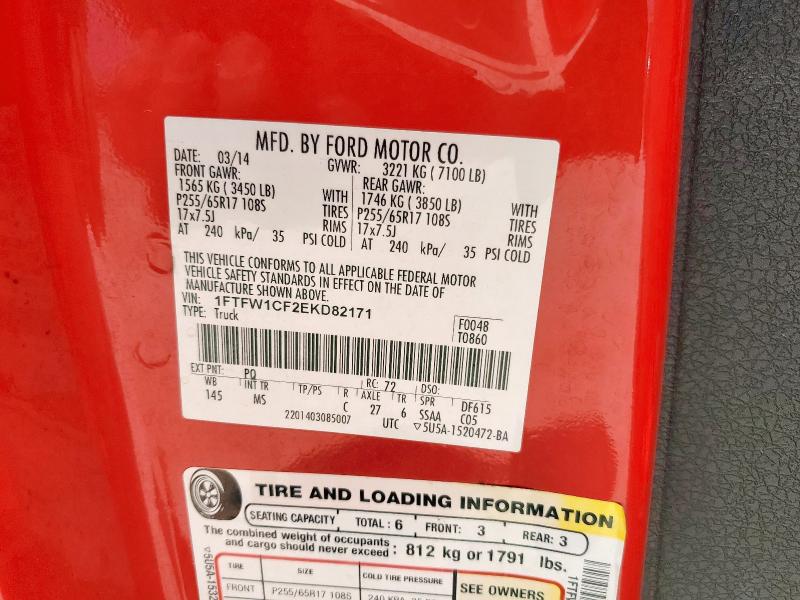 MFD. BY FORD MOTOR CO.
DATE: 03/14 GVWR: 3221 KG ( 7100 LB)
FRONT GAWR: REAR GAWR:
1565 KG ( 3450 LB) WITH 1746 KG ( 3850 LB) WITH
P255/65R17 108S TIRES P255/65R17 108S TIRES
17x7.5J RIMS 17x7.5J RIMS
AT 240 kPa/ 35 PSI COLD AT 240 kPa/ 35 PSI COLD
THIS VEHICLE CONFORMS TO ALL APPLICABLE FEDERAL MOTOR
VEHICLE SAFETY STANDARDS IN EFFECT ON THE DATE OF
MANUFACTURE SHOWN ABOVE.
VIN: 1FTFW1CF2EKD82171
TYPE: Truck
F0048
T0860
EXT PNT: PQ RC: 72 DSO:
WB INT TR TP/PS R AXLE TR SPR DF615
145 MS C 27 6 SSAA C05
2201403085007 UTC ▽5U5A-1520472-BA
TIRE AND LOADING INFORMATION
SEATING CAPACITY TOTAL : 6 FRONT: 3 REAR: 3
The combined weight of occupants
and cargo should never exceed : 812 kg or 1791 lbs.
TIRE SIZE COLD TIRE PRESSURE SEE OWNERS
FRONT P255/65R17 108S